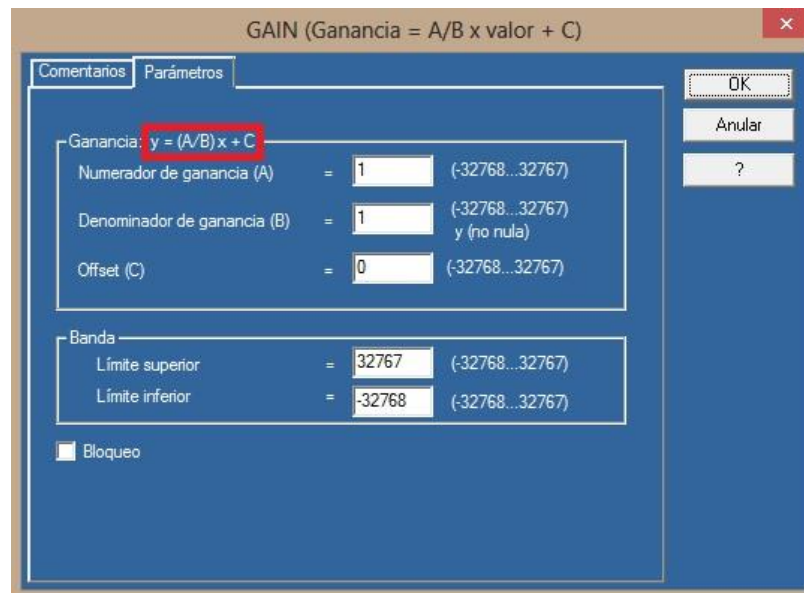 GAIN (Ganancia = A/B x valor + C)
×
Comentarios Parámetros
OK
Anular
?
Ganancia: y = (A/B) x + C
Numerador de ganancia (A) = 1 (-32768...32767)
Denominador de ganancia (B) = 1 (-32768...32767)
y (no nula)
Offset (C) = 0 (-32768...32767)
Banda
Límite superior = 32767 (-32768...32767)
Límite inferior = -32768 (-32768...32767)
Bloqueo